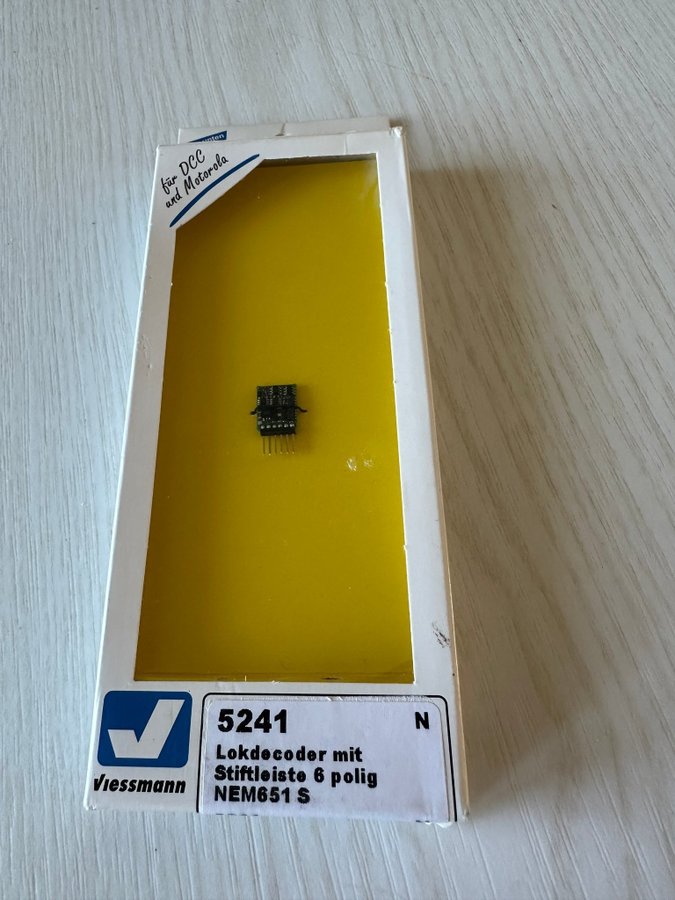 für DCC
und Motorola
5241 N
Lokdecoder mit
Stiftleiste 6 polig
NEM651 S
Viessmann